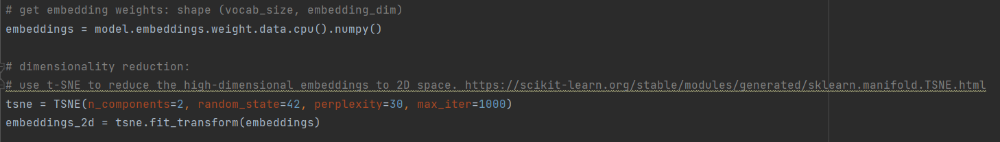 # get embedding weights: shape (vocab_size, embedding_dim)
embeddings = model.embeddings.weight.data.cpu().numpy()
# dimensionality reduction:
# use t-SNE to reduce the high-dimensional embeddings to 2D space. https://scikit-learn.org/stable/modules/generated/sklearn.manifold.TSNE.html
tsne = TSNE(n_components=2, random_state=42, perplexity=30, max_iter=1000)
embeddings_2d = tsne.fit_transform(embeddings)